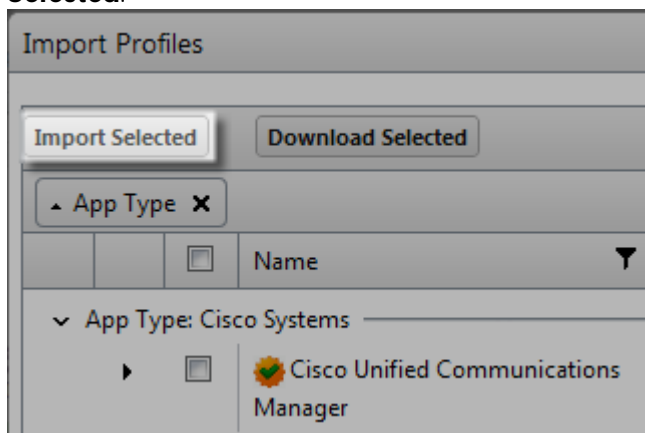 Import Profiles
Import Selected
Download Selected
App Type
Name
App Type: Cisco Systems
Cisco Unified Communications
Manager